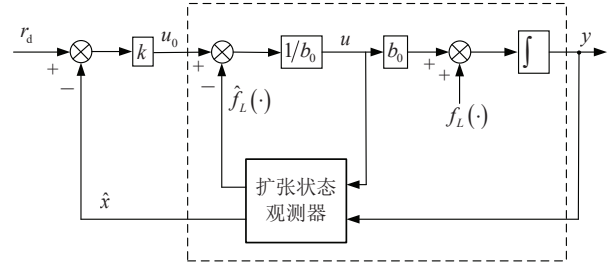 r_d
+
−
k
u_0
+
−
1/b_0
u
b_0
+
+
∫
y
f̂_L(·)
f_L(·)
扩张状态
观测器
x̂